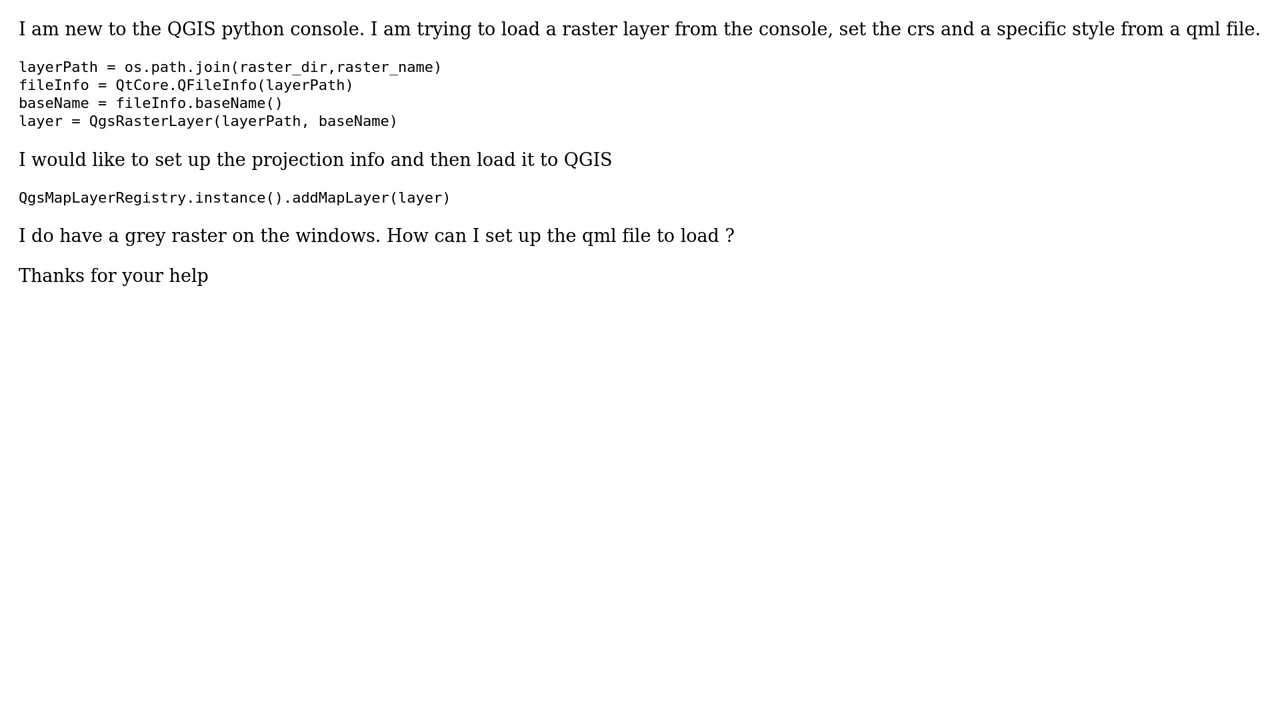 I am new to the QGIS python console. I am trying to load a raster layer from the console, set the crs and a specific style from a qml file.
layerPath = os.path.join(raster_dir,raster_name)
fileInfo = QtCore.QFileInfo(layerPath)
baseName = fileInfo.baseName()
layer = QgsRasterLayer(layerPath, baseName)
I would like to set up the projection info and then load it to QGIS
QgsMapLayerRegistry.instance().addMapLayer(layer)
I do have a grey raster on the windows. How can I set up the qml file to load ?
Thanks for your help